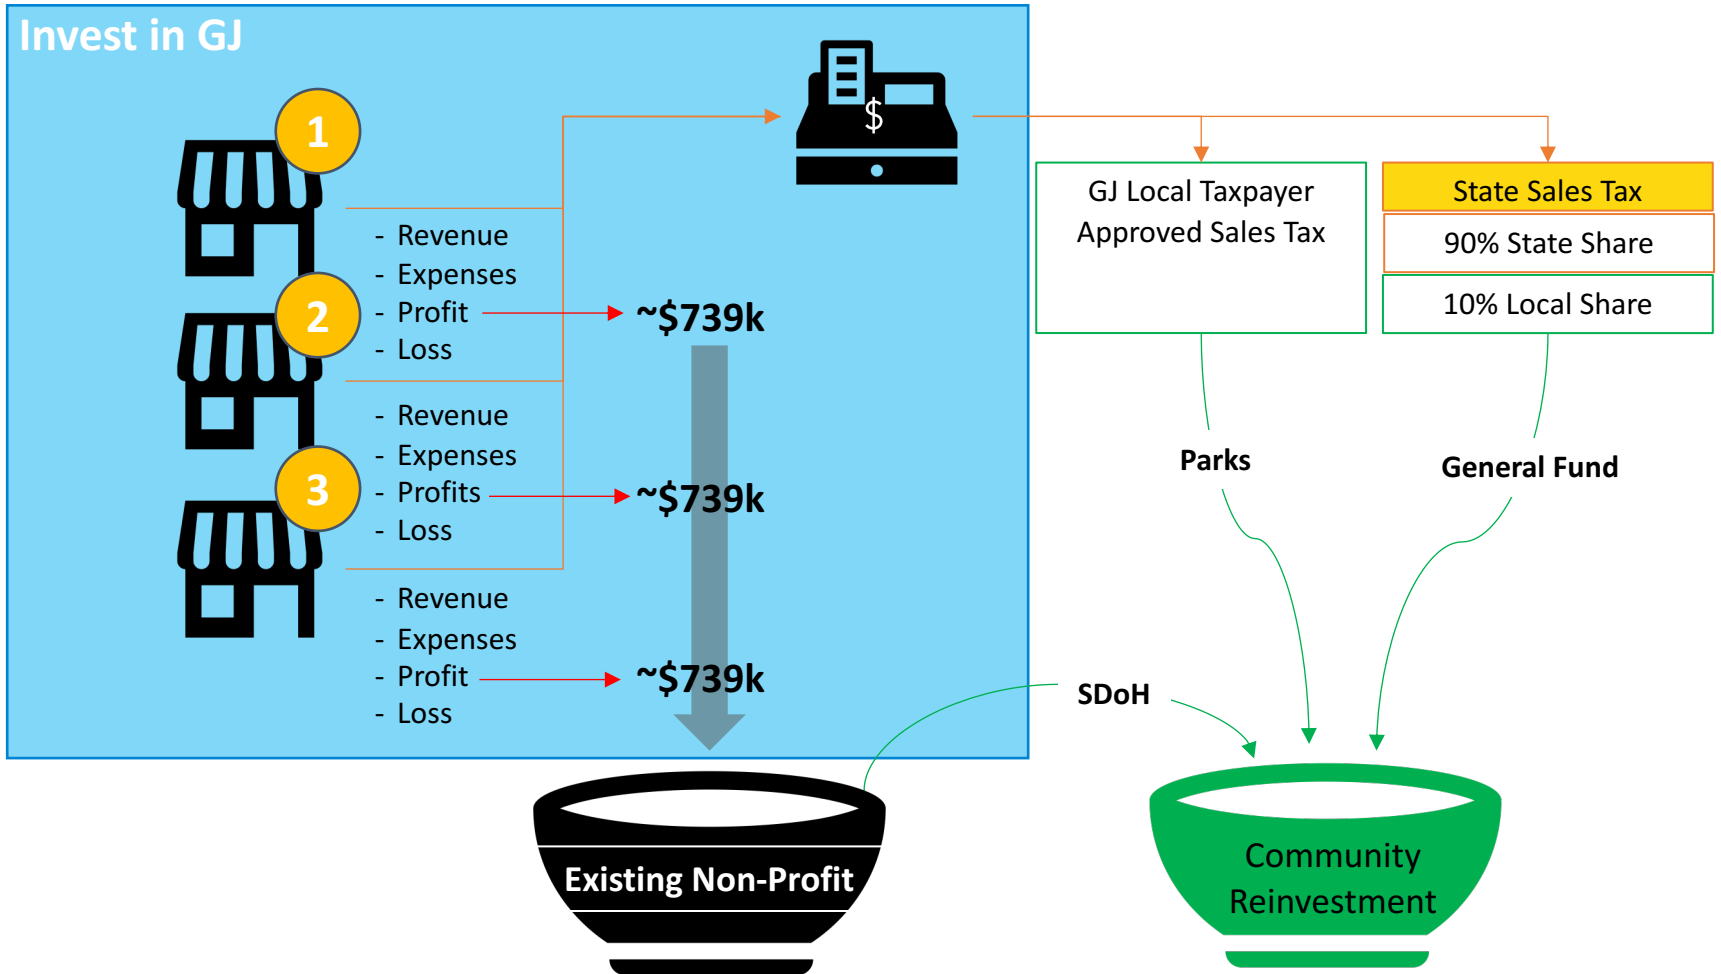 Invest in GJ
$
1
- Revenue
- Expenses
- Profit
- Loss
~$739k
2
- Revenue
- Expenses
- Profits
- Loss
~$739k
3
- Revenue
- Expenses
- Profit
- Loss
~$739k
GJ Local Taxpayer
Approved Sales Tax
State Sales Tax
90% State Share
10% Local Share
Parks
General Fund
SDoH
Existing Non-Profit
Community
Reinvestment